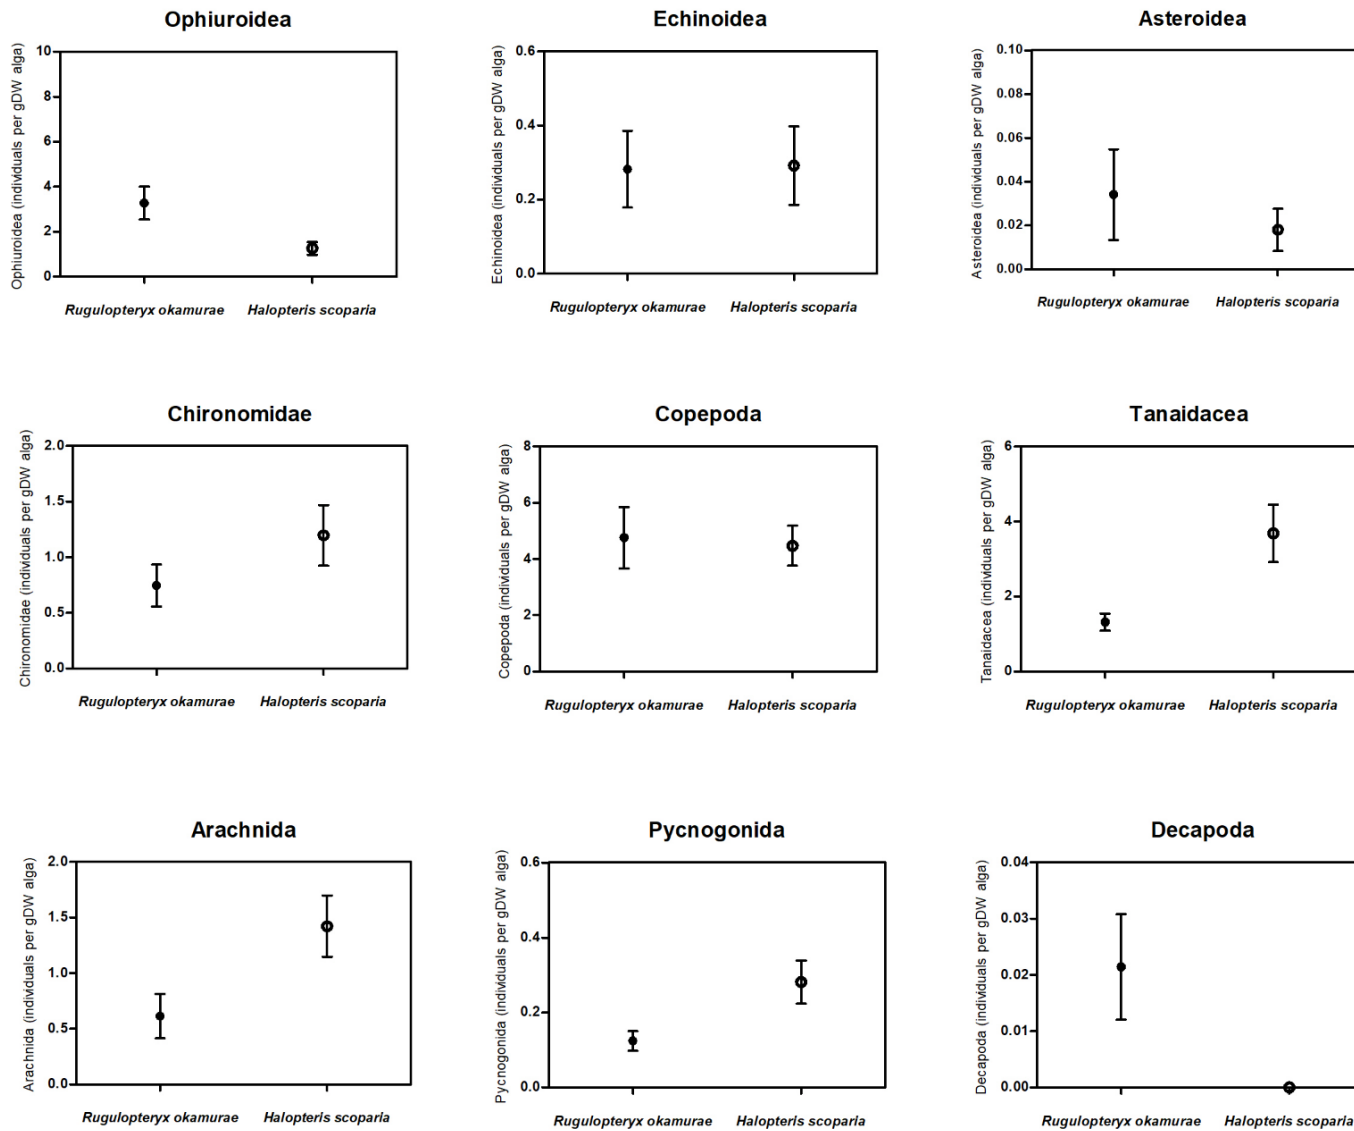 Ophiuroidea
Ophiuroidea (individuals per gDW alga)
10
8
6
4
2
0
Rugulopteryx okamurae Halopteris scoparia
Echinoidea
Echinoidea (individuals per gDW alga)
0.6
0.4
0.2
0.0
Rugulopteryx okamurae Halopteris scoparia
Asteroidea
Asteroidea (individuals per gDW alga)
0.10
0.08
0.06
0.04
0.02
0.00
Rugulopteryx okamurae Halopteris scoparia
Chironomidae
Chironomidae (individuals per gDW alga)
2.0
1.5
1.0
0.5
0.0
Rugulopteryx okamurae Halopteris scoparia
Copepoda
Copepoda (individuals per gDW alga)
8
6
4
2
0
Rugulopteryx okamurae Halopteris scoparia
Tanaidacea
Tanaidacea (individuals per gDW alga)
6
4
2
0
Rugulopteryx okamurae Halopteris scoparia
Arachnida
Arachnida (individuals per gDW alga)
2.0
1.5
1.0
0.5
0.0
Rugulopteryx okamurae Halopteris scoparia
Pycnogonida
Pycnogonida (individuals per gDW alga)
0.6
0.4
0.2
0.0
Rugulopteryx okamurae Halopteris scoparia
Decapoda
Decapoda (individuals per gDW alga)
0.04
0.03
0.02
0.01
0.00
Rugulopteryx okamurae Halopteris scoparia